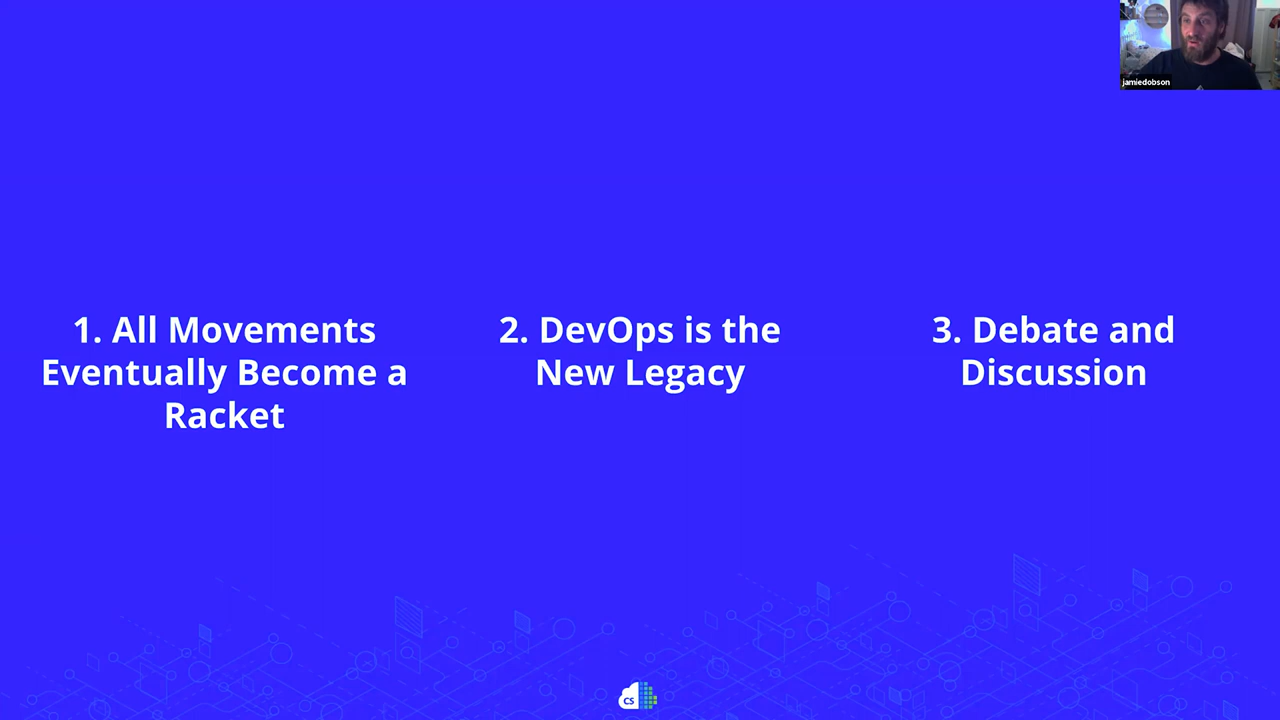 jamiedobson
1. All Movements
Eventually Become a
Racket
2. DevOps is the
New Legacy
3. Debate and
Discussion
CS